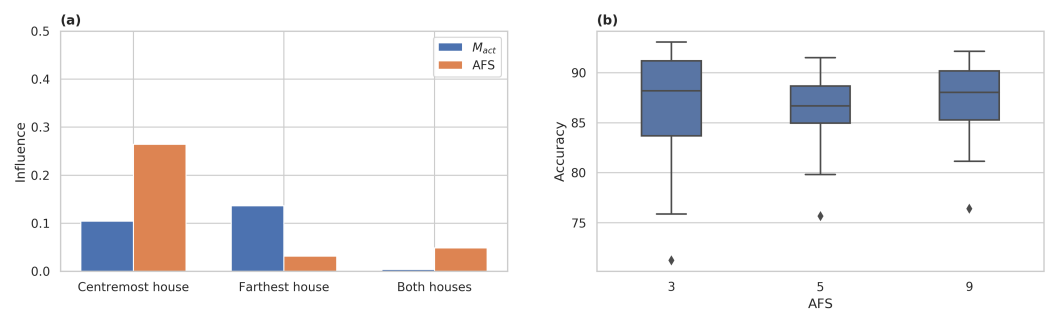 (a)
0.5
0.4
0.3
0.2
0.1
0.0
Influence
M_act
AFS
Centremost house
Farthest house
Both houses
(b)
90
85
80
75
Accuracy
3
5
9
AFS